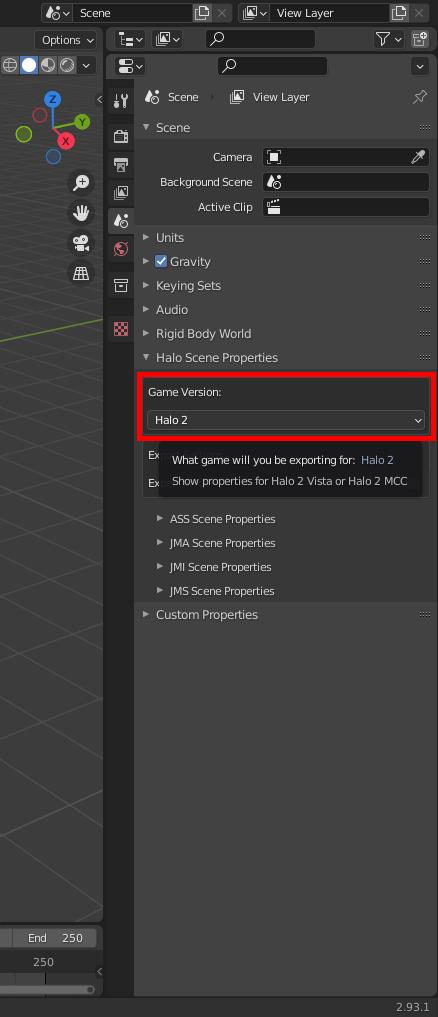 Scene
View Layer
Options
Z
Y
X
Scene
View Layer
Scene
Camera
Background Scene
Active Clip
Units
Gravity
Keying Sets
Audio
Rigid Body World
Halo Scene Properties
Game Version:
Halo 2
What game will you be exporting for: Halo 2
Show properties for Halo 2 Vista or Halo 2 MCC
ASS Scene Properties
JMA Scene Properties
JMI Scene Properties
JMS Scene Properties
Custom Properties
End 250
250
2.93.1